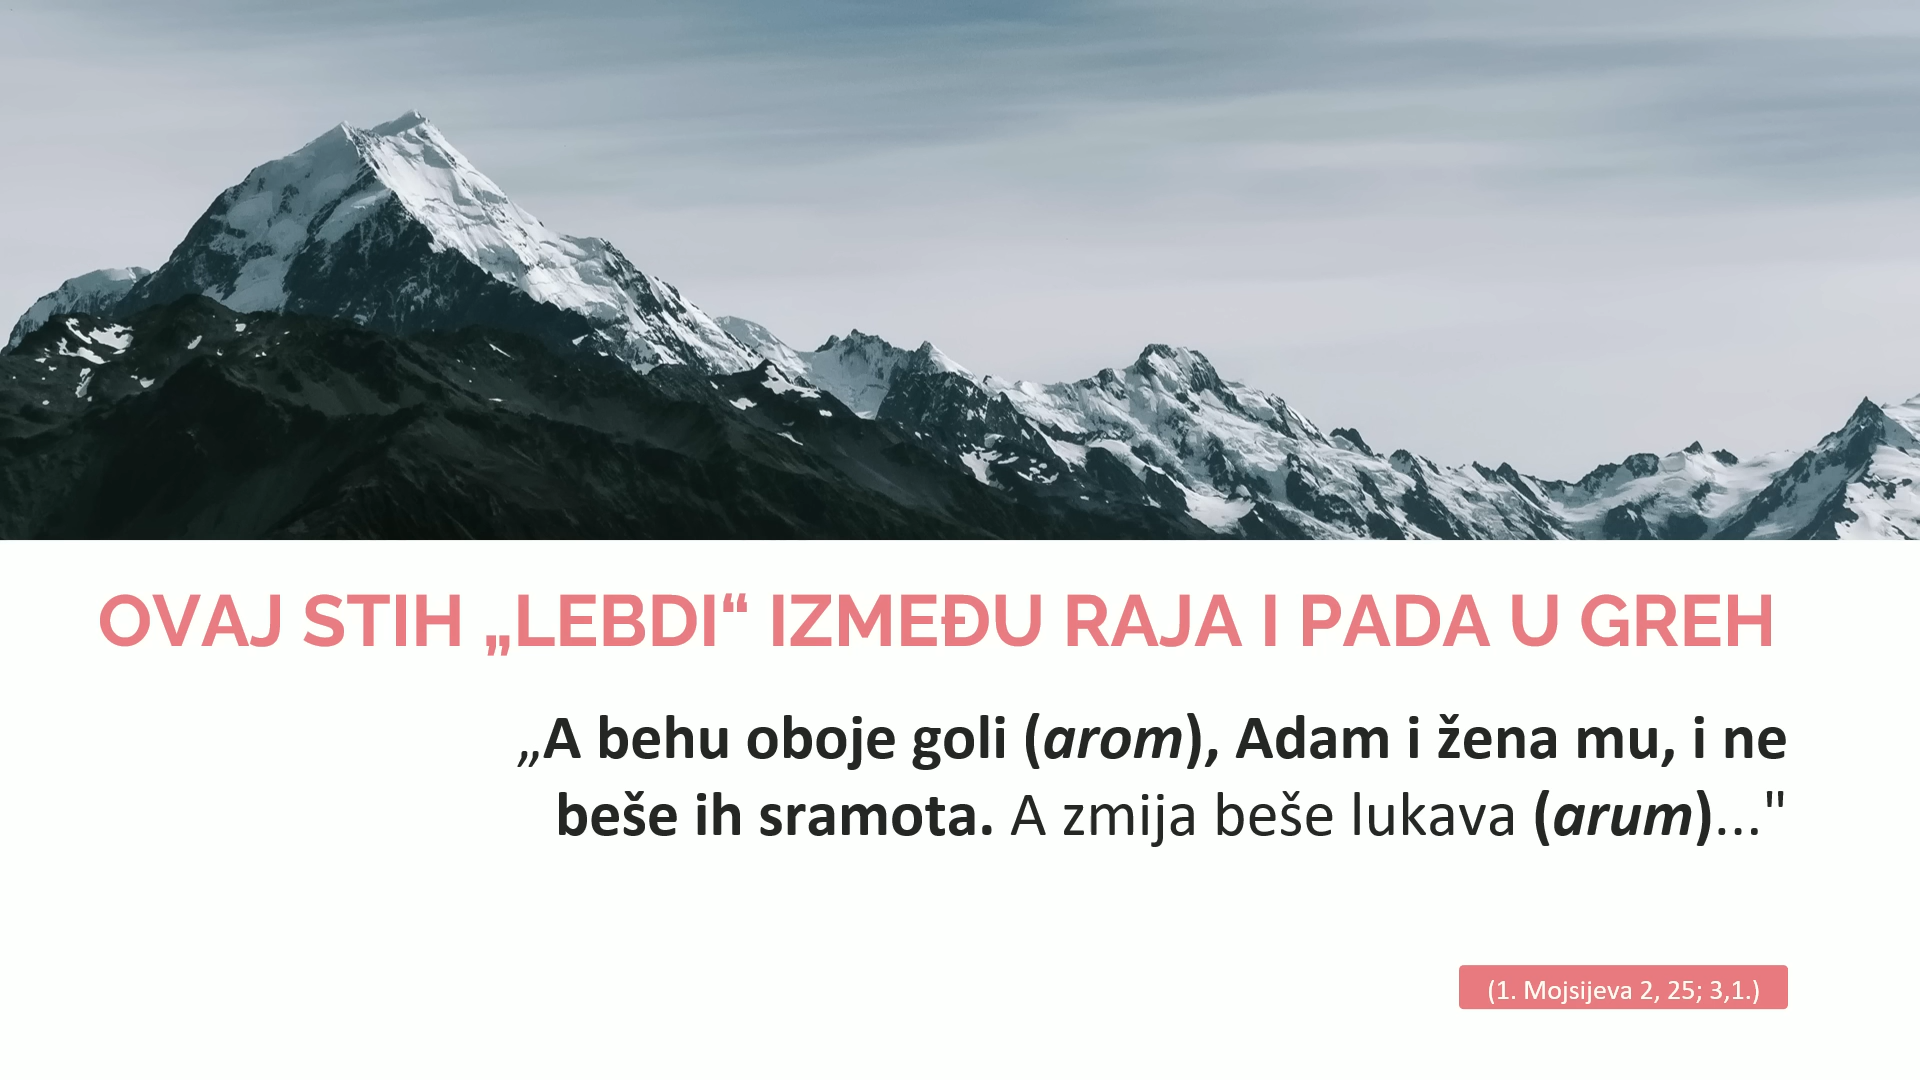 OVAJ STIH „LEBDI“ IZMEĐU RAJA I PADA U GREH
„A behu oboje goli (arom), Adam i žena mu, i ne
beše ih sramota. A zmija beše lukava (arum)..."
(1. Mojsijeva 2, 25; 3,1.)